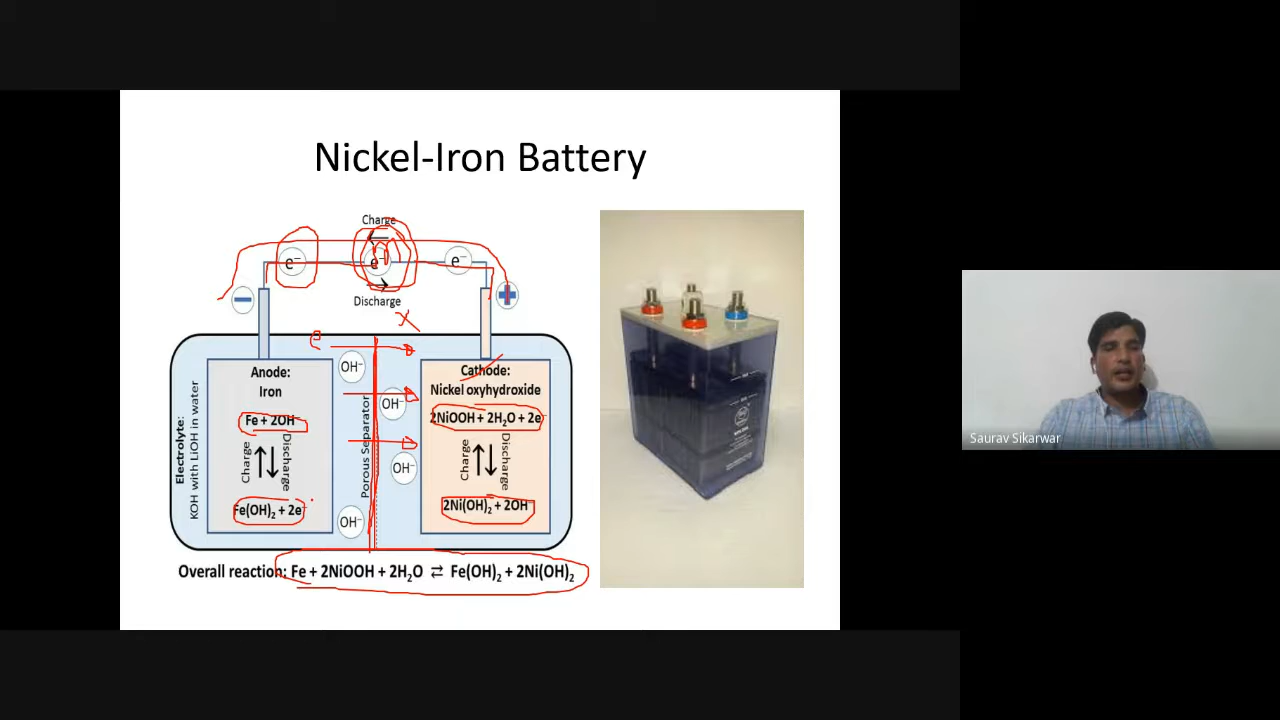 Nickel-Iron Battery
Charge
e⁻
e⁻
e⁻
Discharge
−
+
e
Electrolyte:
KOH with LiOH in water
Anode:
Iron
Fe + 2OH⁻
Charge
Discharge
Fe(OH)₂ + 2e⁻
OH⁻
OH⁻
OH⁻
OH⁻
Porous Separator
Cathode:
Nickel oxyhydroxide
2NiOOH + 2H₂O + 2e⁻
Charge
Discharge
2Ni(OH)₂ + 2OH⁻
Overall reaction: Fe + 2NiOOH + 2H₂O ⇄ Fe(OH)₂ + 2Ni(OH)₂
Saurav Sikarwar